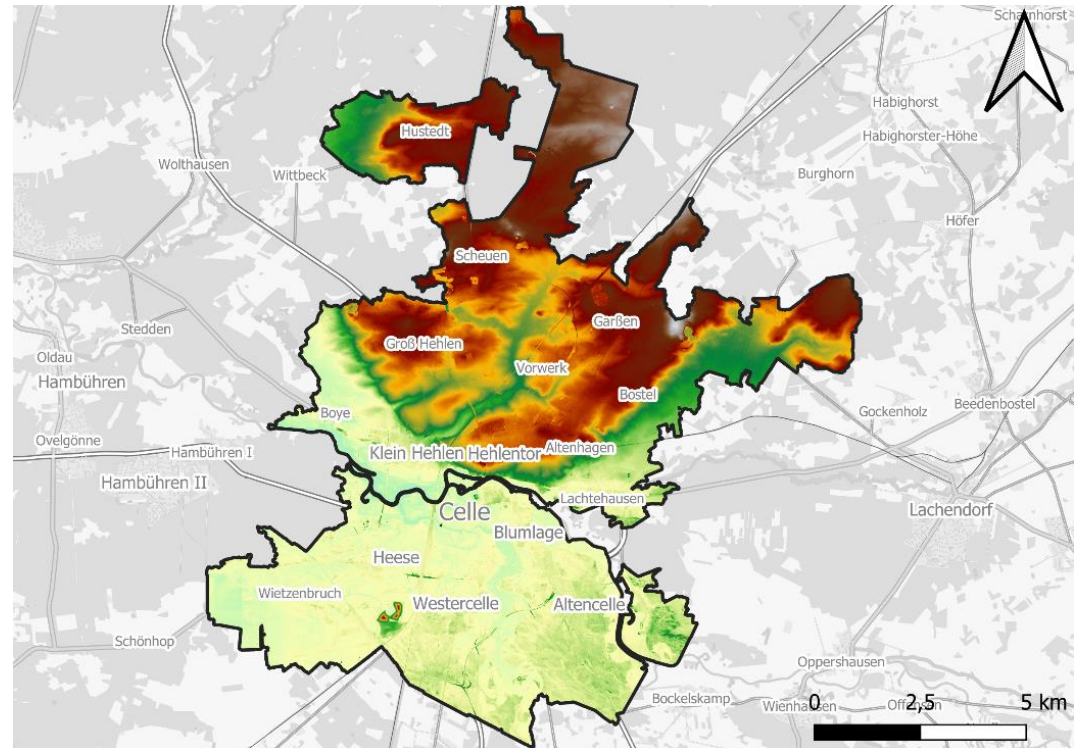 Scharnhorst
Habighorst
Habighorster-Höhe
Hustedt
Wolthausen
Wittbeck
Burghorn
Höfer
Scheuen
Garßen
Stedden
Groß Hehlen
Oldau
Vorwerk
Hambühren
Bostel
Beedenbostel
Boye
Gockenholz
Ovelgönne
Hambühren I
Klein Hehlen
Hehlentor
Altenhagen
Hambühren II
Lachtehausen
Celle
Lachendorf
Blumlage
Heese
Wietzenbruch
Westercelle
Altencelle
Schönhop
Oppershausen
Bockelskamp
Wienhausen
Offensen
0 2,5 5 km